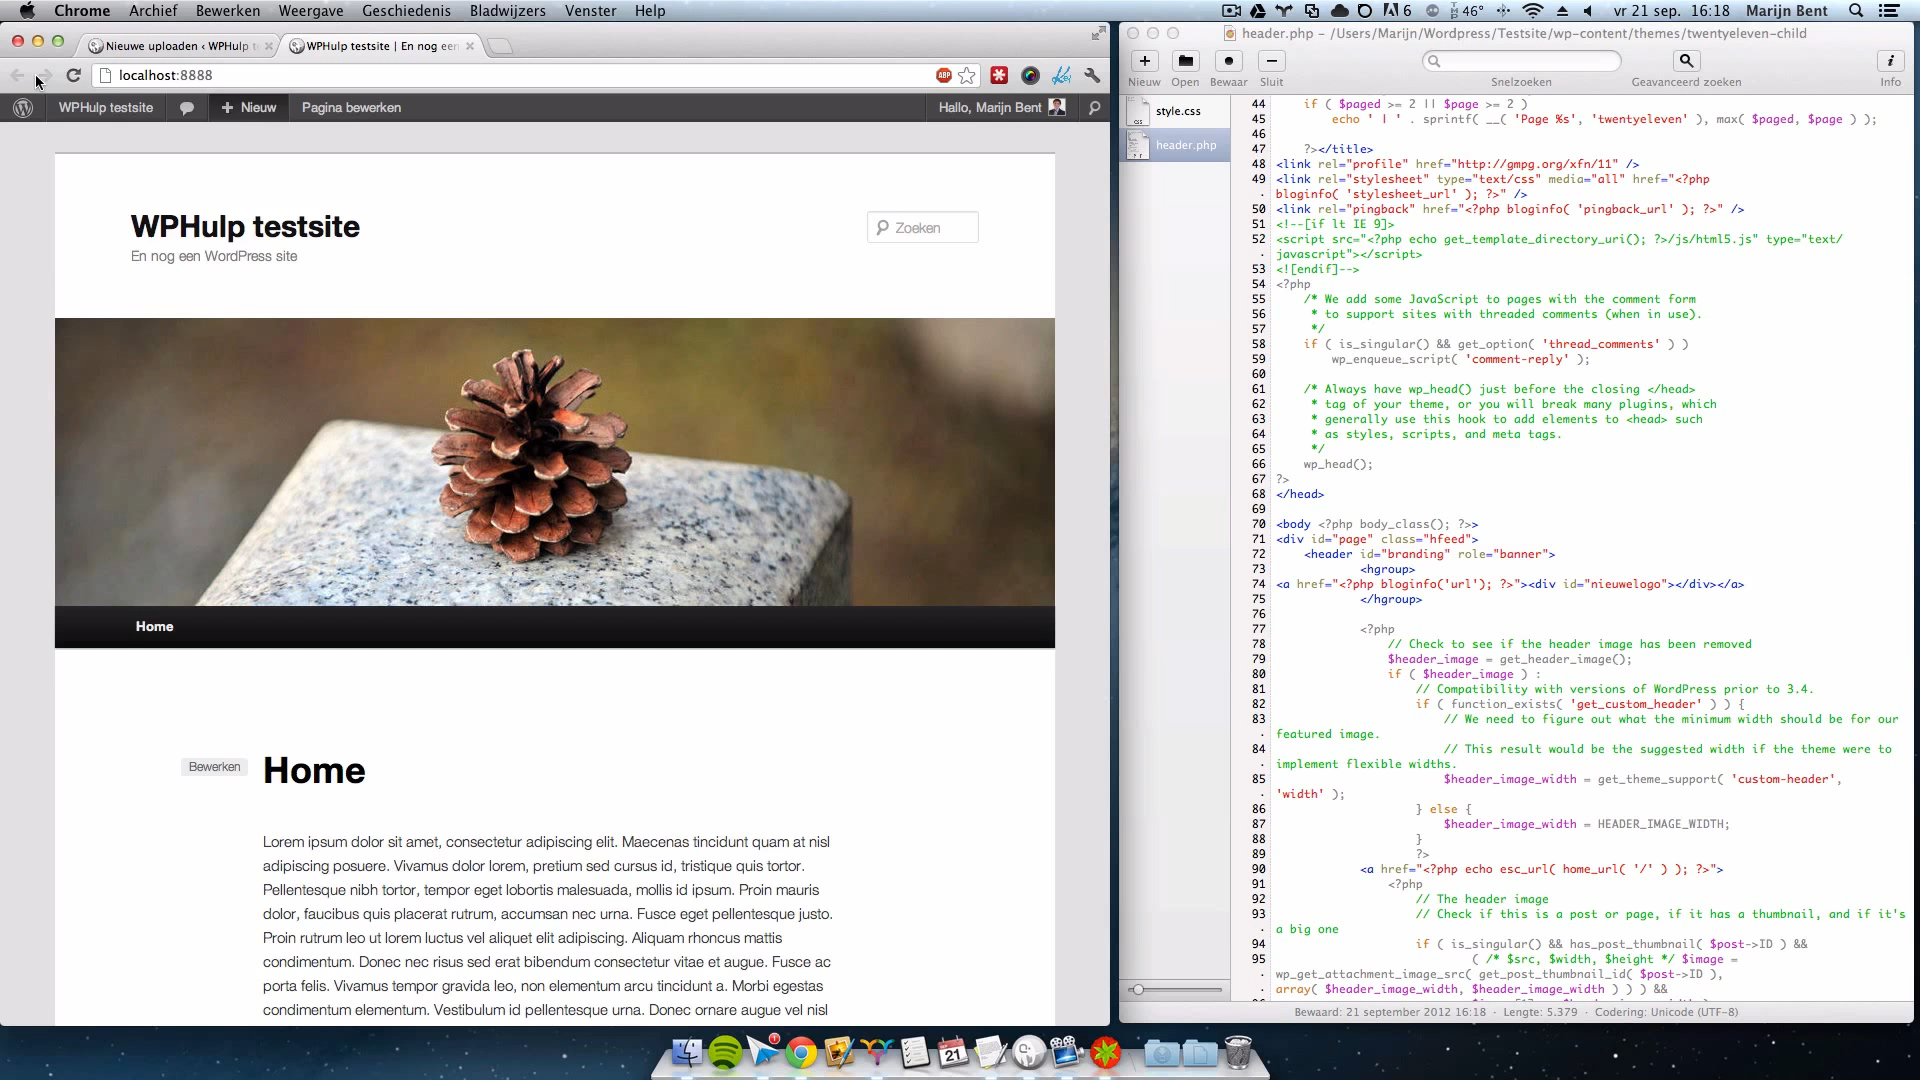 Chrome Archief Bewerken Weergave Geschiedenis Bladwijzers Venster Help
6 46° vr 21 sep. 16:18 Marijn Bent
Nieuwe uploaden ‹ WPHulp t
WPHulp testsite | En nog een
localhost:8888
ABP
WPHulp testsite
+ Nieuw
Pagina bewerken
Hallo, Marijn Bent
WPHulp testsite
En nog een WordPress site
Zoeken
Home
Bewerken
Home
Lorem ipsum dolor sit amet, consectetur adipiscing elit. Maecenas tincidunt quam at nisl
adipiscing posuere. Vivamus dolor lorem, pretium sed cursus id, tristique quis tortor.
Pellentesque nibh tortor, tempor eget lobortis malesuada, mollis id ipsum. Proin mauris
dolor, faucibus quis placerat rutrum, accumsan nec urna. Fusce eget pellentesque justo.
Proin rutrum leo ut lorem luctus vel aliquet elit adipiscing. Aliquam rhoncus mattis
condimentum. Donec nec risus sed erat bibendum consectetur vitae et augue. Fusce ac
porta felis. Vivamus tempor gravida leo, non elementum arcu tincidunt a. Morbi egestas
condimentum elementum. Vestibulum id pellentesque urna. Donec ornare augue vel nisl
header.php – /Users/Marijn/Wordpress/Testsite/wp-content/themes/twentyeleven-child
Nieuw Open Bewaar Sluit Snelzoeken Geavanceerd zoeken Info
style.css
header.php
44 if ( $paged >= 2 || $page >= 2 )
45 echo ' | ' . sprintf( __( 'Page %s', 'twentyeleven' ), max( $paged, $page ) );
46
47 ?></title>
48 <link rel="profile" href="http://gmpg.org/xfn/11" />
49 <link rel="stylesheet" type="text/css" media="all" href="<?php
bloginfo( 'stylesheet_url' ); ?>" />
50 <link rel="pingback" href="<?php bloginfo( 'pingback_url' ); ?>" />
51 <!--[if lt IE 9]>
52 <script src="<?php echo get_template_directory_uri(); ?>/js/html5.js" type="text/
javascript"></script>
53 <![endif]-->
54 <?php
55 /* We add some JavaScript to pages with the comment form
56 * to support sites with threaded comments (when in use).
57 */
58 if ( is_singular() && get_option( 'thread_comments' ) )
59 wp_enqueue_script( 'comment-reply' );
60
61 /* Always have wp_head() just before the closing </head>
62 * tag of your theme, or you will break many plugins, which
63 * generally use this hook to add elements to <head> such
64 * as styles, scripts, and meta tags.
65 */
66 wp_head();
67 ?>
68 </head>
69
70 <body <?php body_class(); ?>>
71 <div id="page" class="hfeed">
72 <header id="branding" role="banner">
73 <hgroup>
74 <a href="<?php bloginfo('url'); ?>"><div id="nieuwelogo"></div></a>
75 </hgroup>
76
77 <?php
78 // Check to see if the header image has been removed
79 $header_image = get_header_image();
80 if ( $header_image ) :
81 // Compatibility with versions of WordPress prior to 3.4.
82 if ( function_exists( 'get_custom_header' ) ) {
83 // We need to figure out what the minimum width should be for our
featured image.
84 // This result would be the suggested width if the theme were to
implement flexible widths.
85 $header_image_width = get_theme_support( 'custom-header',
'width' );
86 } else {
87 $header_image_width = HEADER_IMAGE_WIDTH;
88 }
89 ?>
90 <a href="<?php echo esc_url( home_url( '/' ) ); ?>">
91 <?php
92 // The header image
93 // Check if this is a post or page, if it has a thumbnail, and if it's
a big one
94 if ( is_singular() && has_post_thumbnail( $post->ID ) &&
95 ( /* $src, $width, $height */ $image =
wp_get_attachment_image_src( get_post_thumbnail_id( $post->ID ),
array( $header_image_width, $header_image_width ) ) ) &&
Bewaard: 21 september 2012 16:18 · Lengte: 5.379 · Codering: Unicode (UTF-8)
21